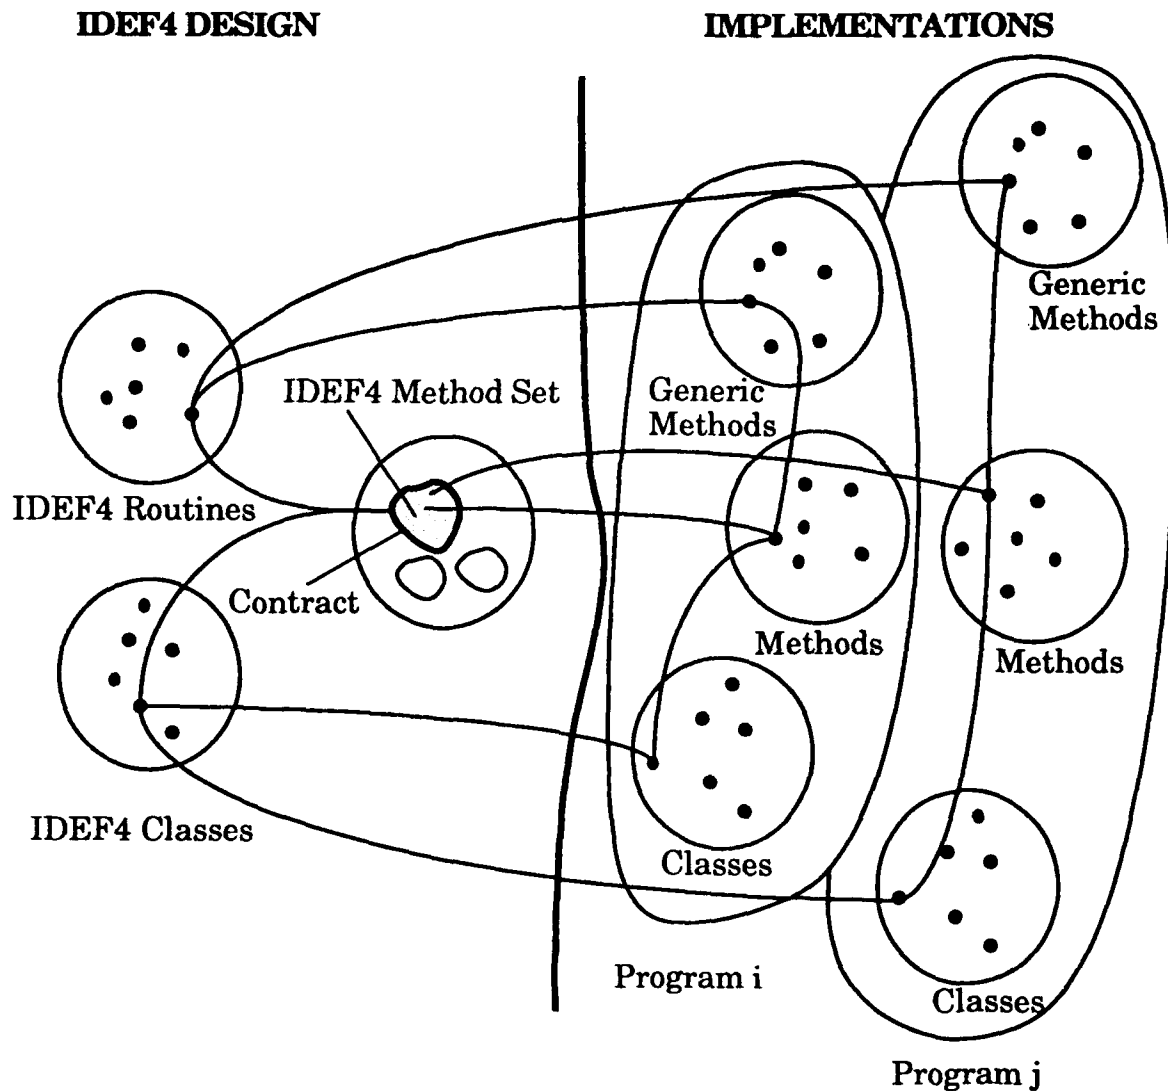 IDEF4 DESIGN
IMPLEMENTATIONS
Generic
Methods
IDEF4 Method Set
Generic
Methods
IDEF4 Routines
Contract
Methods
Methods
IDEF4 Classes
Classes
Program i
Classes
Program j